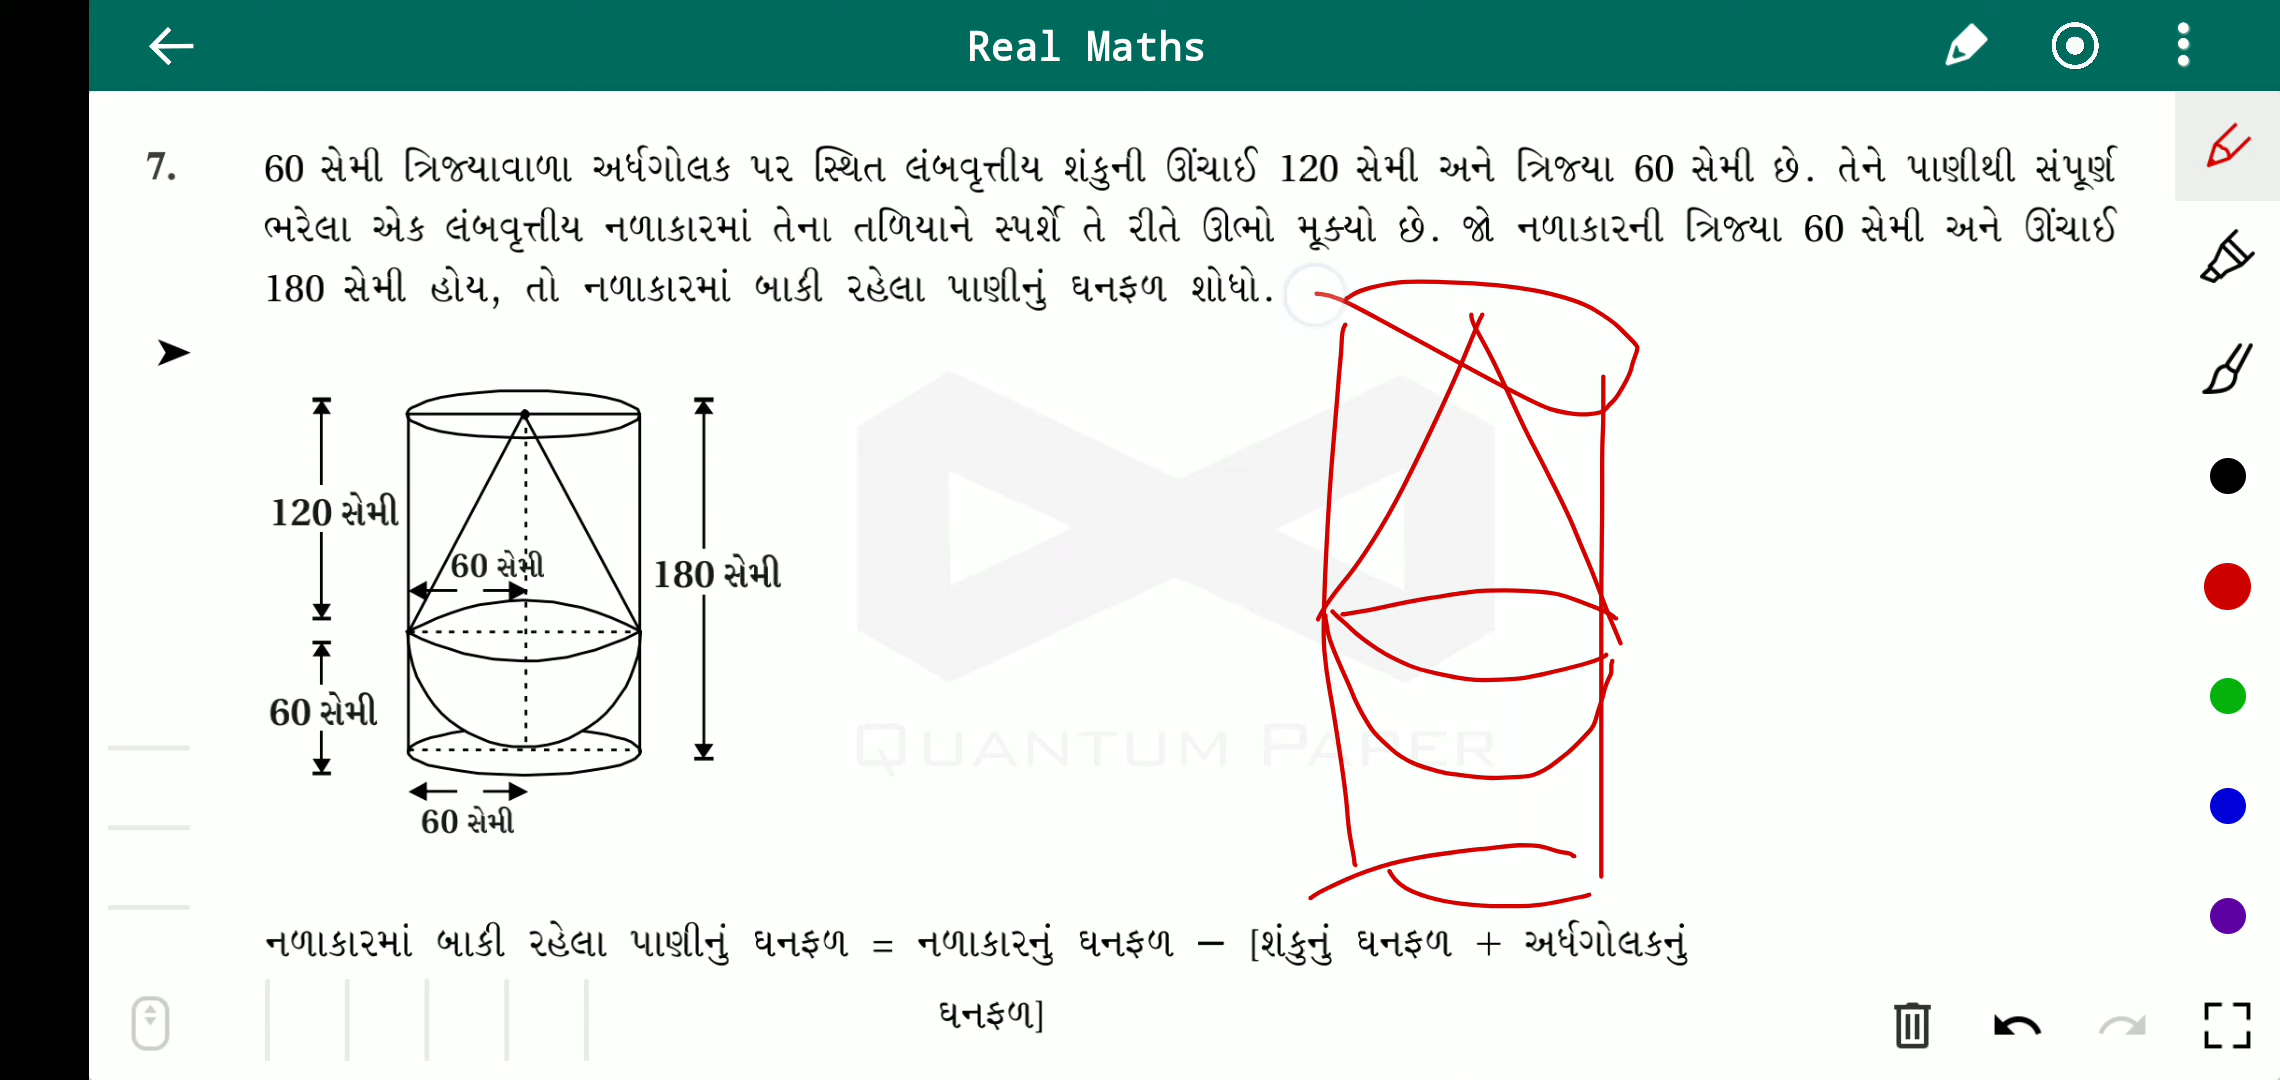 Real Maths
7. 60 સેમી ત્રિજ્યાવાળા અર્ધગોલક પર સ્થિત લંબવૃત્તીય શંકુની ઊંચાઈ 120 સેમી અને ત્રિજ્યા 60 સેમી છે. તેને પાણીથી સંપૂર્ણ
ભરેલા એક લંબવૃત્તીય નળાકારમાં તેના તળિયાને સ્પર્શે તે રીતે ઊભો મૂક્યો છે. જો નળાકારની ત્રિજ્યા 60 સેમી અને ઊંચાઈ
180 સેમી હોય, તો નળાકારમાં બાકી રહેલા પાણીનું ઘનફળ શોધો.
120 સેમી
60 સેમી
180 સેમી
60 સેમી
60 સેમી
QUANTUM PAPER
નળાકારમાં બાકી રહેલા પાણીનું ઘનફળ = નળાકારનું ઘનફળ − [શંકુનું ઘનફળ + અર્ધગોલકનું
ઘનફળ]